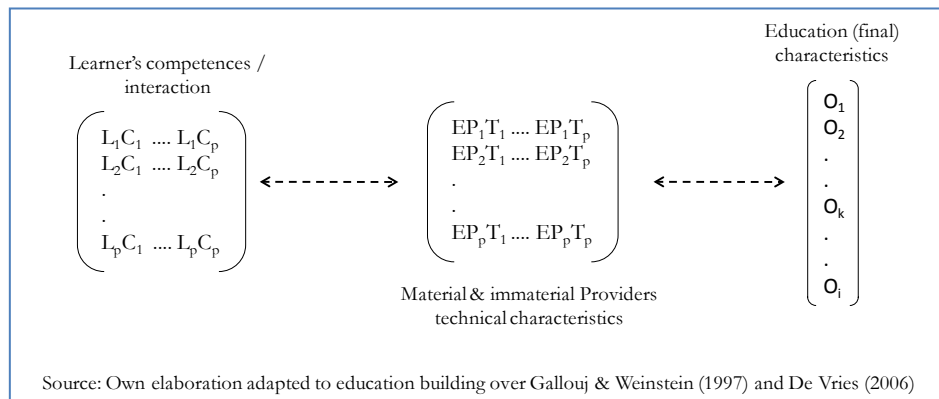 Learner's competences /
interaction
L₁C₁ .... L₁Cₚ
L₂C₁ .... L₂Cₚ
.
.
LₚC₁ .... LₚCₚ
EP₁T₁ .... EP₁Tₚ
EP₂T₁ .... EP₂Tₚ
.
.
EPₚT₁ .... EPₚTₚ
Material & immaterial Providers
technical characteristics
Education (final)
characteristics
O₁
O₂
.
.
Oₖ
.
.
Oᵢ
Source: Own elaboration adapted to education building over Gallouj & Weinstein (1997) and De Vries (2006)